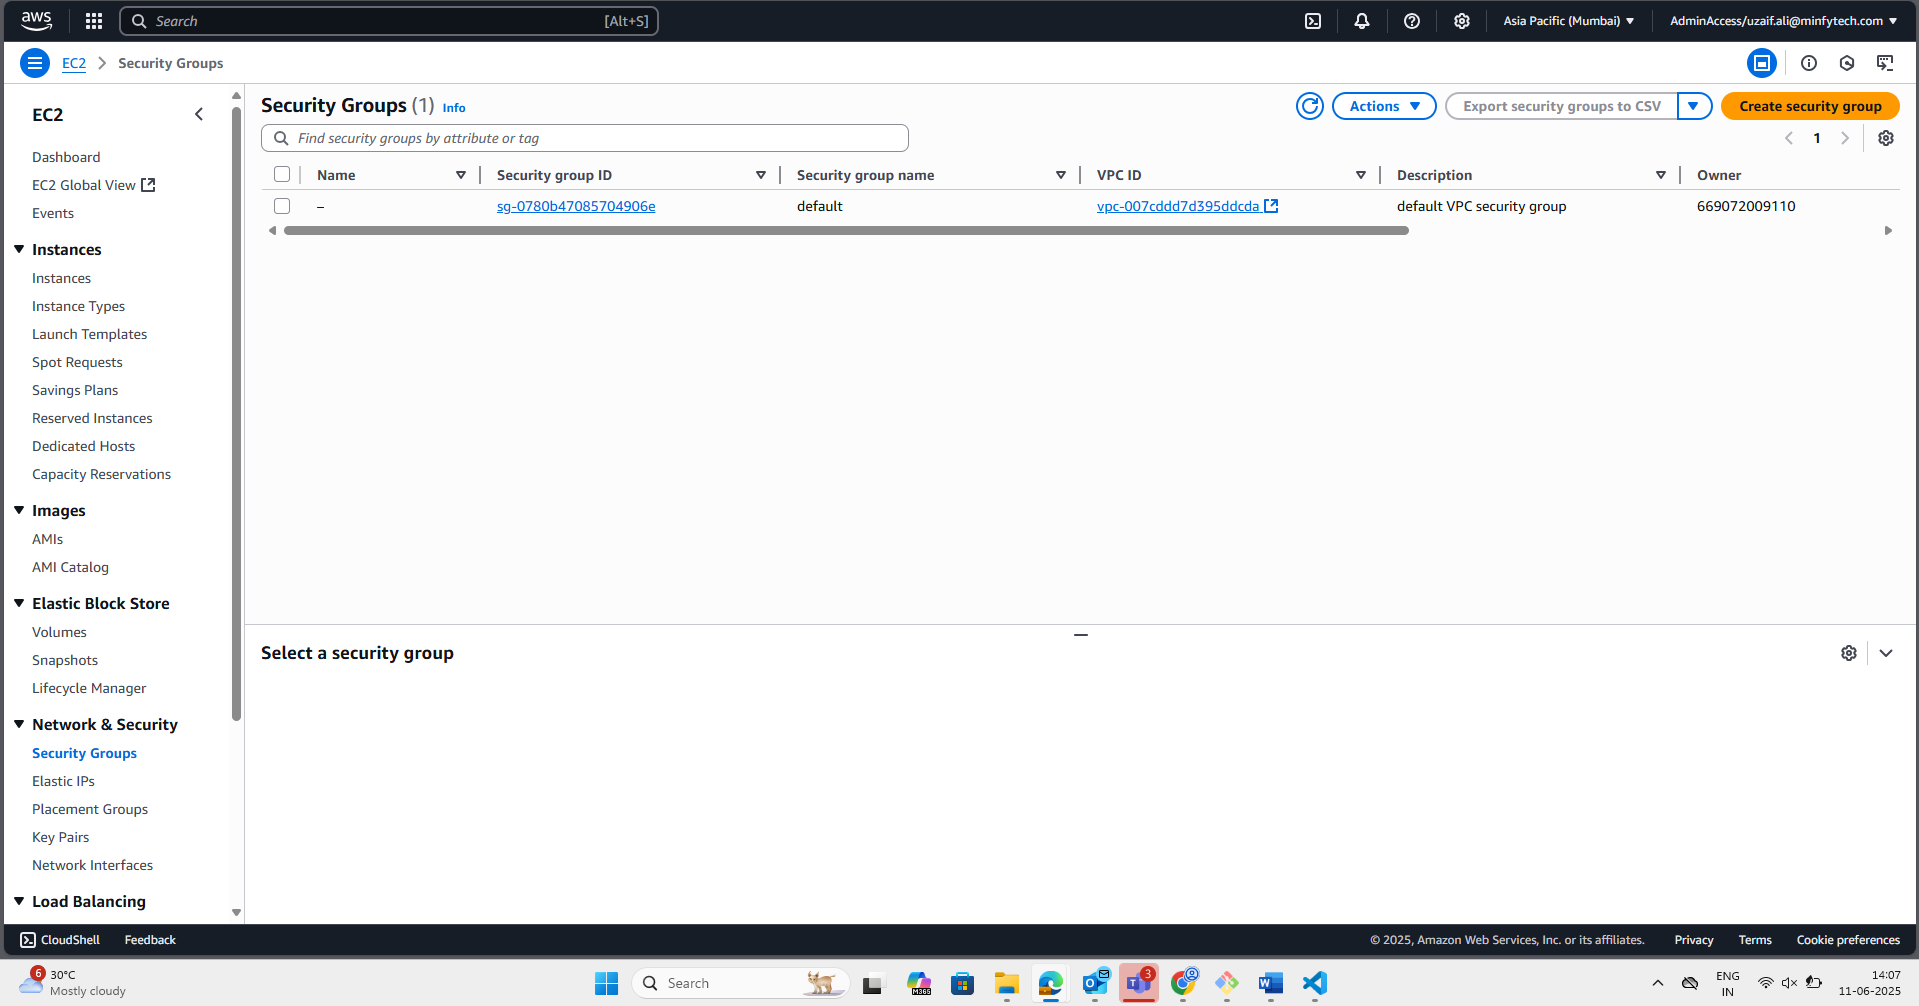 aws
Search
[Alt+S]
Asia Pacific (Mumbai)
AdminAccess/uzaif.ali@minfytech.com
EC2
Security Groups
EC2
Dashboard
EC2 Global View
Events
Instances
Instances
Instance Types
Launch Templates
Spot Requests
Savings Plans
Reserved Instances
Dedicated Hosts
Capacity Reservations
Images
AMIs
AMI Catalog
Elastic Block Store
Volumes
Snapshots
Lifecycle Manager
Network & Security
Security Groups
Elastic IPs
Placement Groups
Key Pairs
Network Interfaces
Load Balancing
Security Groups (1) Info
Actions
Export security groups to CSV
Create security group
Find security groups by attribute or tag
1
Name Security group ID Security group name VPC ID Description Owner
– sg-0780b47085704906e default vpc-007cddd7d395ddcda default VPC security group 669072009110
Select a security group
CloudShell Feedback
© 2025, Amazon Web Services, Inc. or its affiliates. Privacy Terms Cookie preferences
6
30°C
Mostly cloudy
Search
M365
3
ENG
IN
14:07
11-06-2025